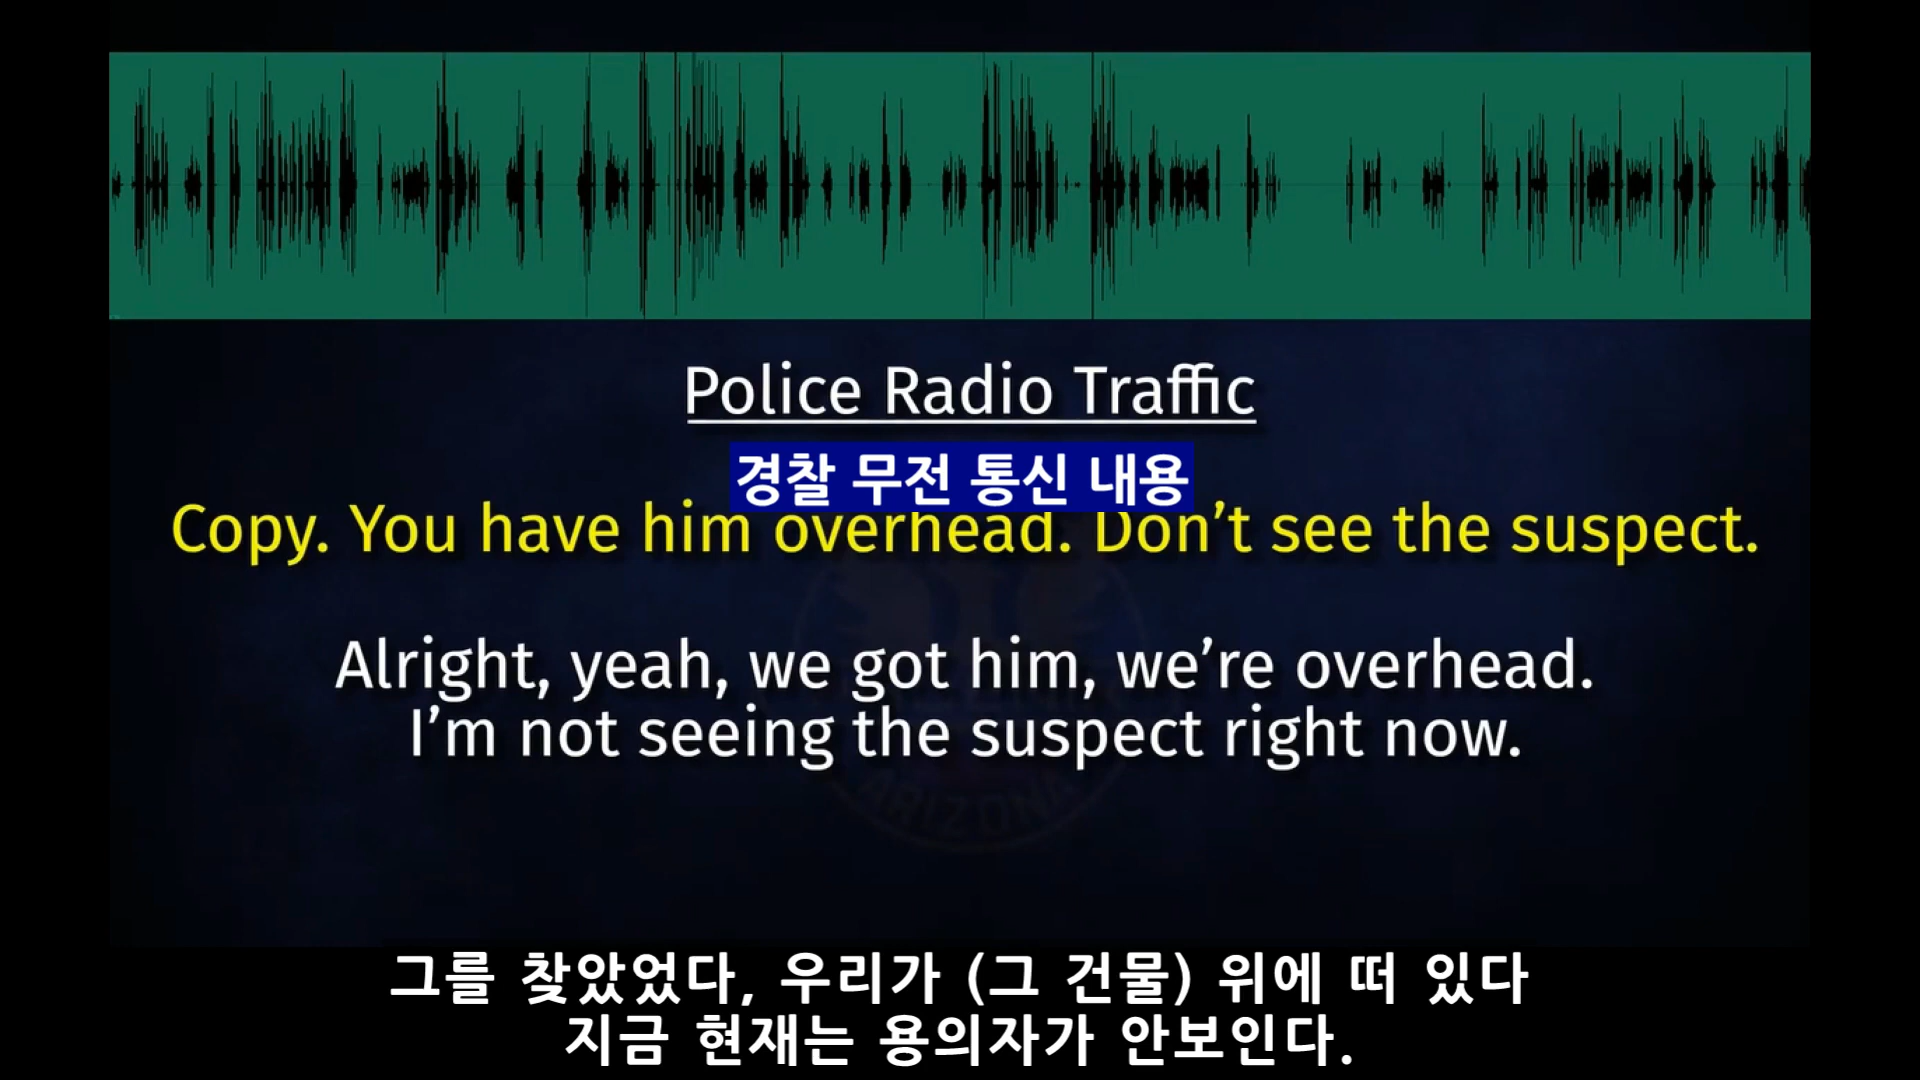 Police Radio Traffic
경찰 무전 통신 내용
Copy. You have him overhead. Don’t see the suspect.
Alright, yeah, we got him, we’re overhead.
I’m not seeing the suspect right now.
ARIZONA
그를 찾았었다, 우리가 (그 건물) 위에 떠 있다
지금 현재는 용의자가 안보인다.